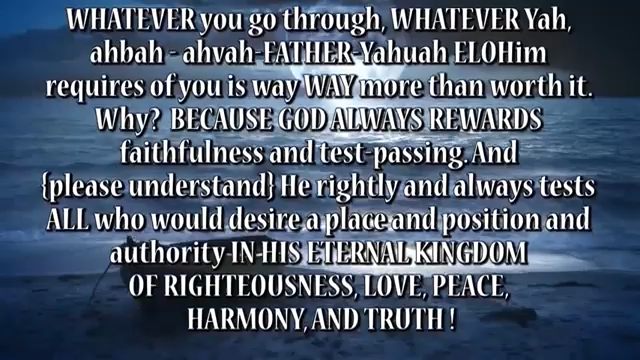 WHATEVER you go through, WHATEVER Yah,
ahbah - ahvah-FATHER-Yahuah ELOHim
requires of you is way WAY more than worth it.
Why?  BECAUSE GOD ALWAYS REWARDS
faithfulness and test-passing. And
{please understand} He rightly and always tests
ALL who would desire a place and position and
authority IN HIS ETERNAL KINGDOM
OF RIGHTEOUSNESS, LOVE, PEACE,
HARMONY, AND TRUTH !